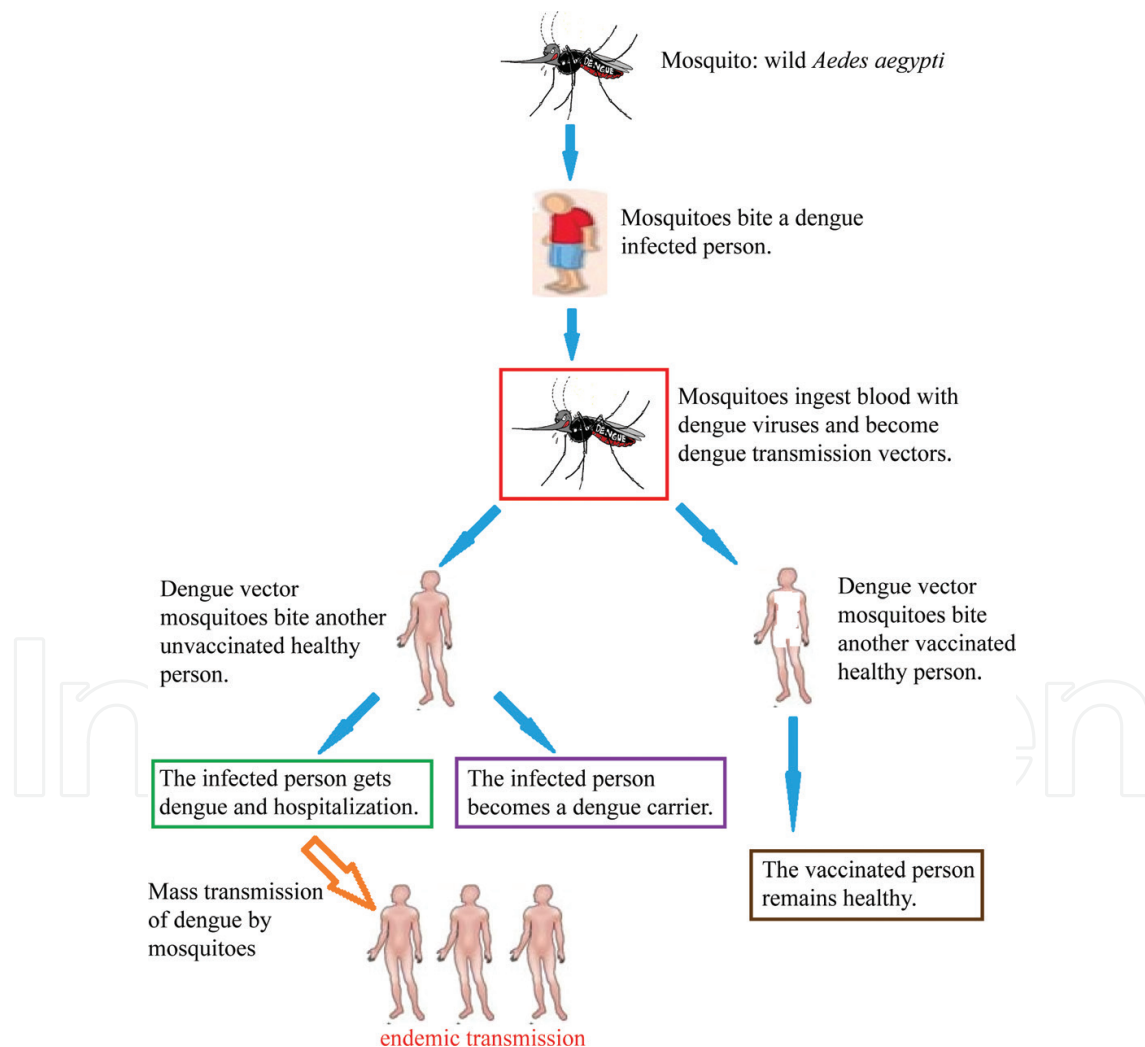 Mosquito: wild Aedes aegypti
Mosquitoes bite a dengue
infected person.
DENGUE
Mosquitoes ingest blood with
dengue viruses and become
dengue transmission vectors.
DENGUE
Dengue vector
mosquitoes bite another
unvaccinated healthy
person.
Dengue vector
mosquitoes bite
another vaccinated
healthy person.
The infected person gets
dengue and hospitalization.
The infected person
becomes a dengue carrier.
The vaccinated person
remains healthy.
Mass transmission
of dengue by
mosquitoes
endemic transmission